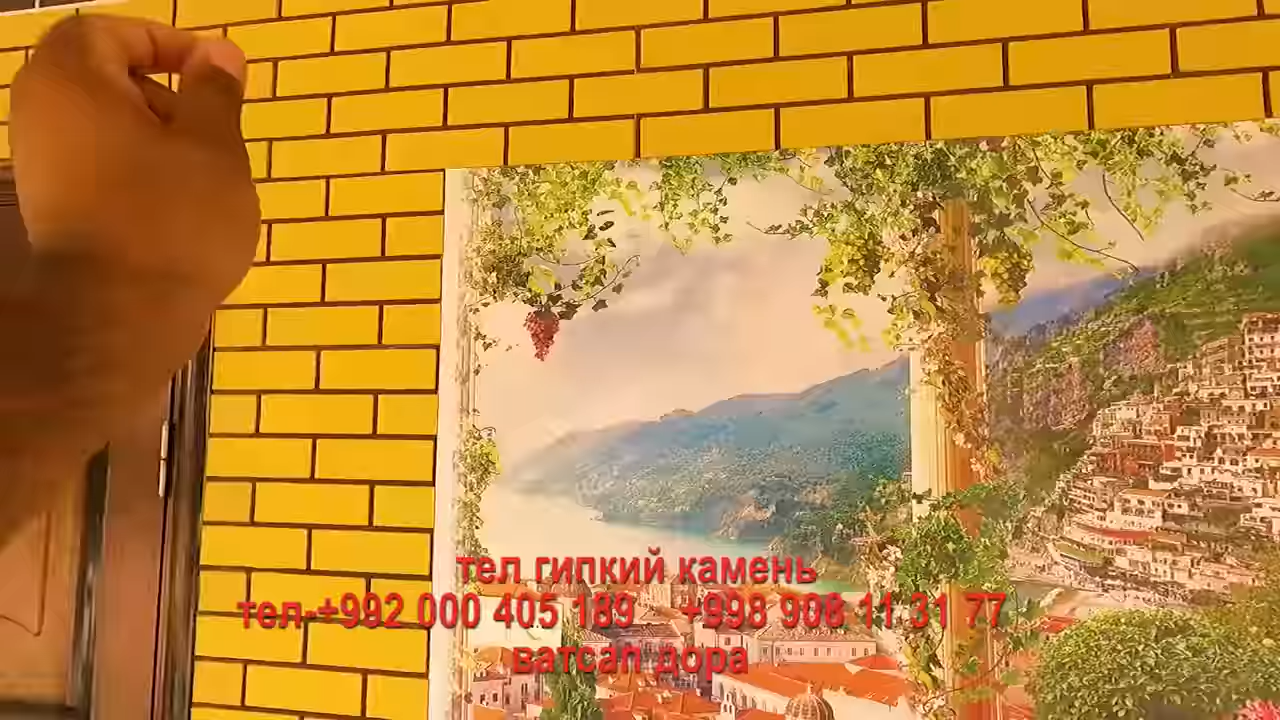 тел гипкий камень
тел-+992 000 405 189 +998 908 11 31 77
ватсап дора